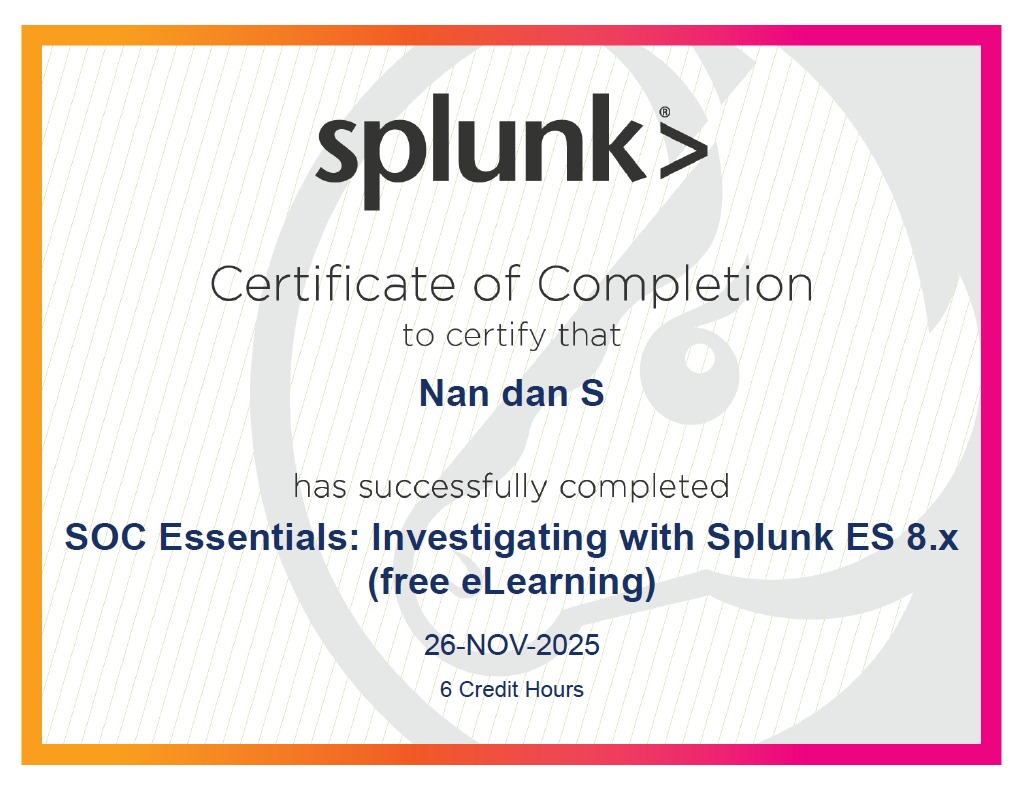 splunk>®
Certificate of Completion
to certify that
Nan dan S
has successfully completed
SOC Essentials: Investigating with Splunk ES 8.x
(free eLearning)
26-NOV-2025
6 Credit Hours